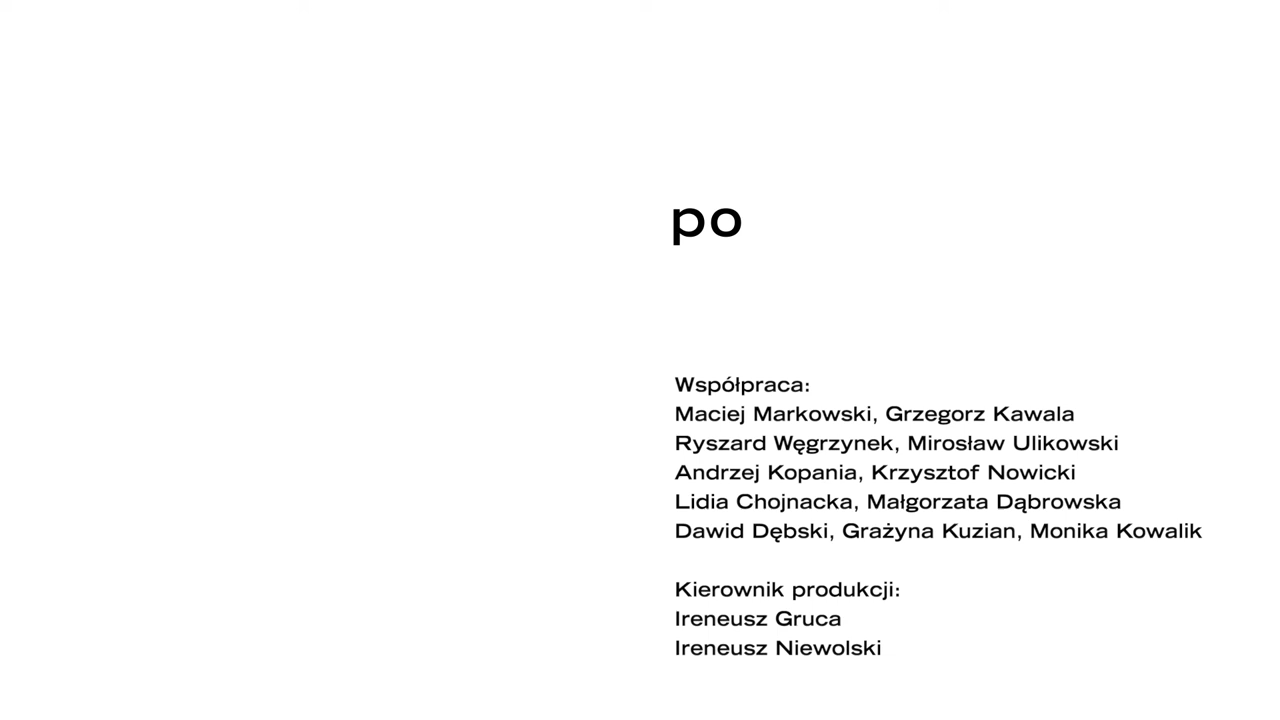 po
Współpraca:
Maciej Markowski, Grzegorz Kawala
Ryszard Węgrzynek, Mirosław Ulikowski
Andrzej Kopania, Krzysztof Nowicki
Lidia Chojnacka, Małgorzata Dąbrowska
Dawid Dębski, Grażyna Kuzian, Monika Kowalik
Kierownik produkcji:
Ireneusz Gruca
Ireneusz Niewolski